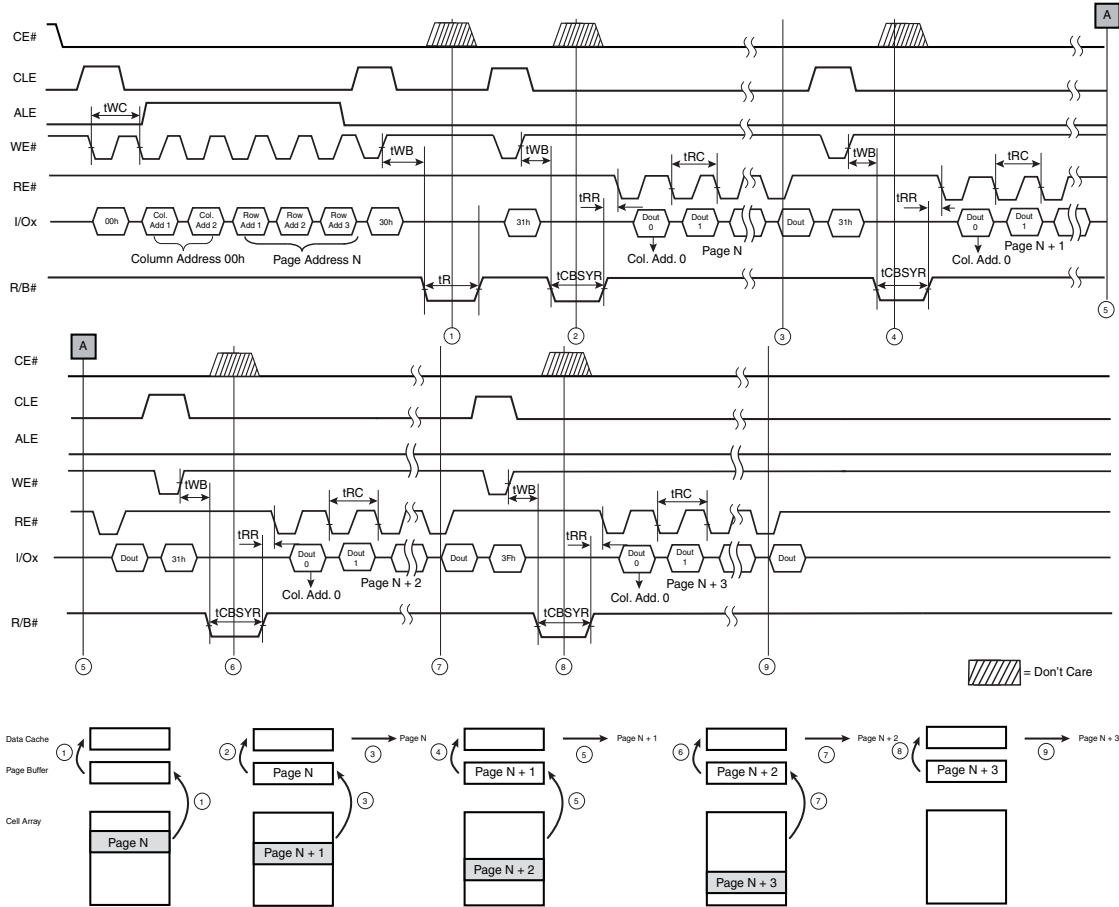 A
CE#
CLE
ALE
tWC
WE#
tWB
tWB
tWB
tRC
tRC
RE#
tRR
tRR
I/Ox
00h
Col. Add 1
Col. Add 2
Row Add 1
Row Add 2
Row Add 3
30h
31h
Dout 0
Dout 1
Dout
31h
Dout 0
Dout 1
Column Address 00h
Page Address N
Col. Add. 0
Page N
Col. Add. 0
Page N + 1
R/B#
tR
tCBSYR
tCBSYR
1
2
3
4
5
A
CE#
CLE
ALE
WE#
tWB
tWB
tRC
tRC
RE#
tRR
tRR
I/Ox
Dout
31h
Dout 0
Dout 1
Dout
3Fh
Dout 0
Dout 1
Dout
Page N + 2
Page N + 3
Col. Add. 0
Col. Add. 0
R/B#
tCBSYR
tCBSYR
5
6
7
8
9
= Don't Care
Data Cache
1
2
3
Page N
4
5
Page N + 1
6
7
Page N + 2
8
9
Page N + 3
Page Buffer
Page N
Page N + 1
Page N + 2
Page N + 3
1
3
5
7
Cell Array
Page N
Page N + 1
Page N + 2
Page N + 3